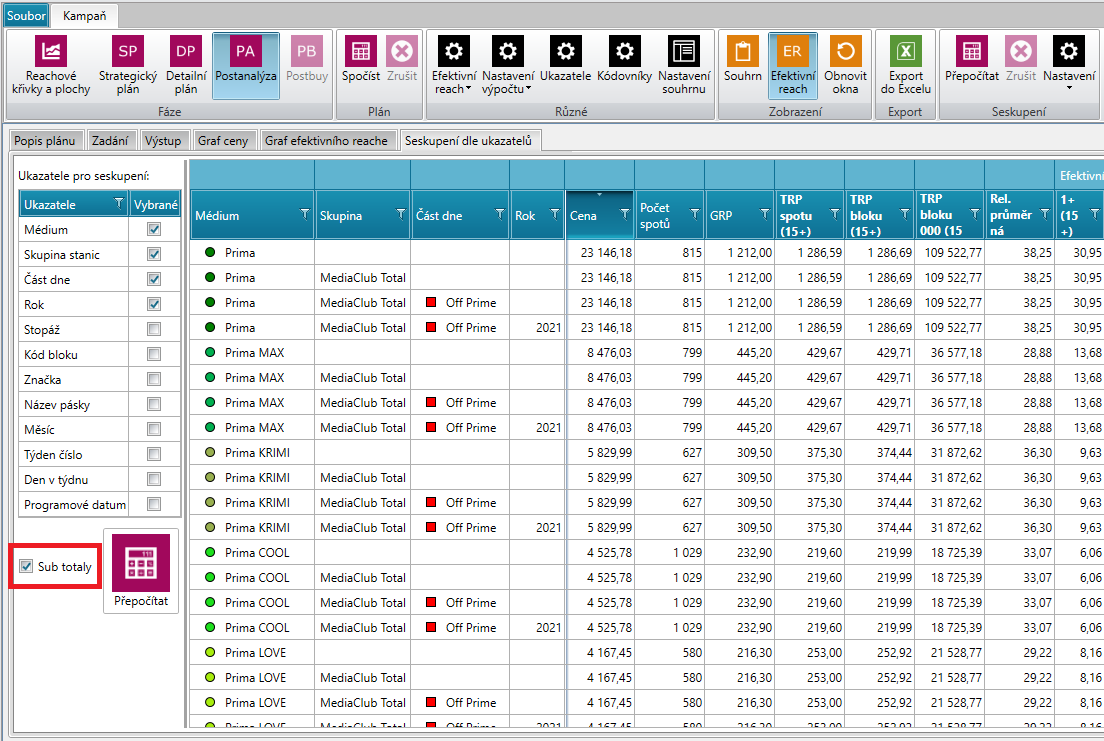 Soubor Kampaň
SP DP PA PB ER
Reachové křivky a plochy Strategický plán Detailní plán Postanalýza Postbuy Spočíst Zrušit Efektivní reach Nastavení výpočtu Ukazatele Kódovníky Nastavení souhrnu Souhrn Efektivní reach Obnovit okna Export do Excelu Přepočítat Zrušit Nastavení
Fáze Plán Různé Zobrazení Export Seskupení
Popis plánu Zadání Výstup Graf ceny Graf efektivního reache Seskupení dle ukazatelů
Ukazatele pro seskupení:
Ukazatele Vybrané
Médium
Skupina stanic
Část dne
Rok
Stopáž
Kód bloku
Značka
Název pásky
Měsíc
Týden číslo
Den v týdnu
Programové datum
Sub totaly
Přepočítat
Efektivní
Médium Skupina Část dne Rok Cena Počet spotů GRP TRP spotu (15+) TRP bloku (15+) TRP bloku 000 (15 Rel. průměr ná 1+ (15 +)
Prima 23 146,18 815 1 212,00 1 286,59 1 286,69 109 522,77 38,25 30,95
Prima MediaClub Total 23 146,18 815 1 212,00 1 286,59 1 286,69 109 522,77 38,25 30,95
Prima MediaClub Total Off Prime 23 146,18 815 1 212,00 1 286,59 1 286,69 109 522,77 38,25 30,95
Prima MediaClub Total Off Prime 2021 23 146,18 815 1 212,00 1 286,59 1 286,69 109 522,77 38,25 30,95
Prima MAX 8 476,03 799 445,20 429,67 429,71 36 577,18 28,88 13,68
Prima MAX MediaClub Total 8 476,03 799 445,20 429,67 429,71 36 577,18 28,88 13,68
Prima MAX MediaClub Total Off Prime 8 476,03 799 445,20 429,67 429,71 36 577,18 28,88 13,68
Prima MAX MediaClub Total Off Prime 2021 8 476,03 799 445,20 429,67 429,71 36 577,18 28,88 13,68
Prima KRIMI 5 829,99 627 309,50 375,30 374,44 31 872,62 36,30 9,63
Prima KRIMI MediaClub Total 5 829,99 627 309,50 375,30 374,44 31 872,62 36,30 9,63
Prima KRIMI MediaClub Total Off Prime 5 829,99 627 309,50 375,30 374,44 31 872,62 36,30 9,63
Prima KRIMI MediaClub Total Off Prime 2021 5 829,99 627 309,50 375,30 374,44 31 872,62 36,30 9,63
Prima COOL 4 525,78 1 029 232,90 219,60 219,99 18 725,39 33,07 6,06
Prima COOL MediaClub Total 4 525,78 1 029 232,90 219,60 219,99 18 725,39 33,07 6,06
Prima COOL MediaClub Total Off Prime 4 525,78 1 029 232,90 219,60 219,99 18 725,39 33,07 6,06
Prima COOL MediaClub Total Off Prime 2021 4 525,78 1 029 232,90 219,60 219,99 18 725,39 33,07 6,06
Prima LOVE 4 167,45 580 216,30 253,00 252,92 21 528,77 29,22 8,16
Prima LOVE MediaClub Total 4 167,45 580 216,30 253,00 252,92 21 528,77 29,22 8,16
Prima LOVE MediaClub Total Off Prime 4 167,45 580 216,30 253,00 252,92 21 528,77 29,22 8,16
Prima LOVE MediaClub Total Off Prime 2021 4 167,45 580 216,30 253,00 252,92 21 528,77 29,22 8,16